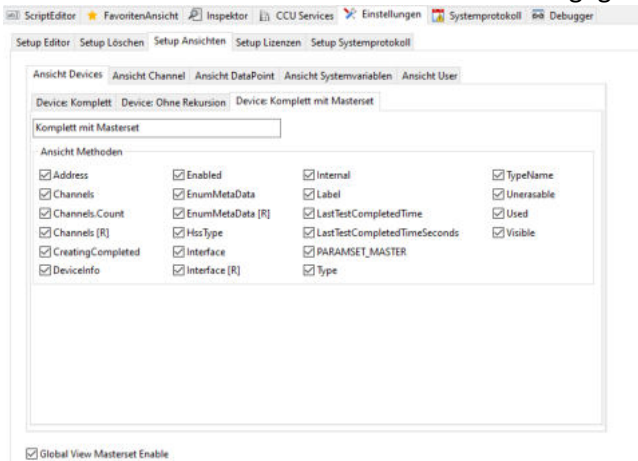 ScriptEditor FavoritenAnsicht Inspektor CCU Services Einstellungen Systemprotokoll Debugger
Setup Editor Setup Löschen Setup Ansichten Setup Lizenzen Setup Systemprotokoll
Ansicht Devices Ansicht Channel Ansicht DataPoint Ansicht Systemvariablen Ansicht User
Device: Komplett Device: Ohne Rekursion Device: Komplett mit Masterset
Komplett mit Masterset
Ansicht Methoden
Address Enabled Internal TypeName
Channels EnumMetaData Label Unerasable
Channels.Count EnumMetaData [R] LastTestCompletedTime Used
Channels [R] HssType LastTestCompletedTimeSeconds Visible
CreatingCompleted Interface PARAMSET_MASTER
DeviceInfo Interface [R] Type
Global View Masterset Enable